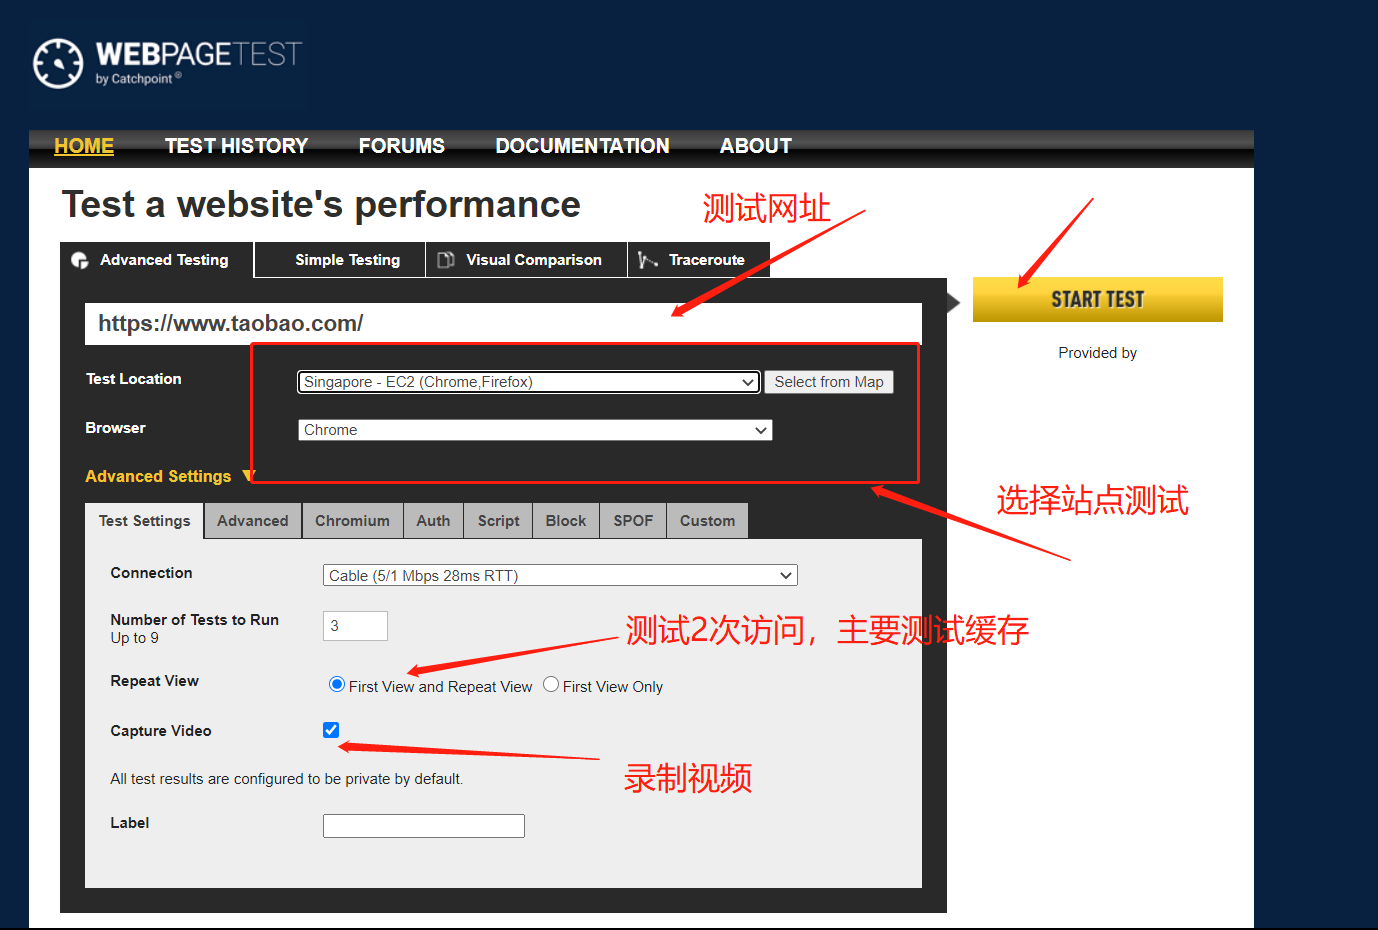 WEBPAGETEST
by Catchpoint®
HOME TEST HISTORY FORUMS DOCUMENTATION ABOUT
Test a website's performance
测试网址
Advanced Testing Simple Testing Visual Comparison Traceroute
START TEST
https://www.taobao.com/
Provided by
Test Location Singapore - EC2 (Chrome,Firefox) Select from Map
Browser Chrome
Advanced Settings ▼
选择站点测试
Test Settings Advanced Chromium Auth Script Block SPOF Custom
Connection Cable (5/1 Mbps 28ms RTT)
Number of Tests to Run 3
Up to 9
测试2次访问，主要测试缓存
Repeat View First View and Repeat View First View Only
Capture Video
录制视频
All test results are configured to be private by default.
Label